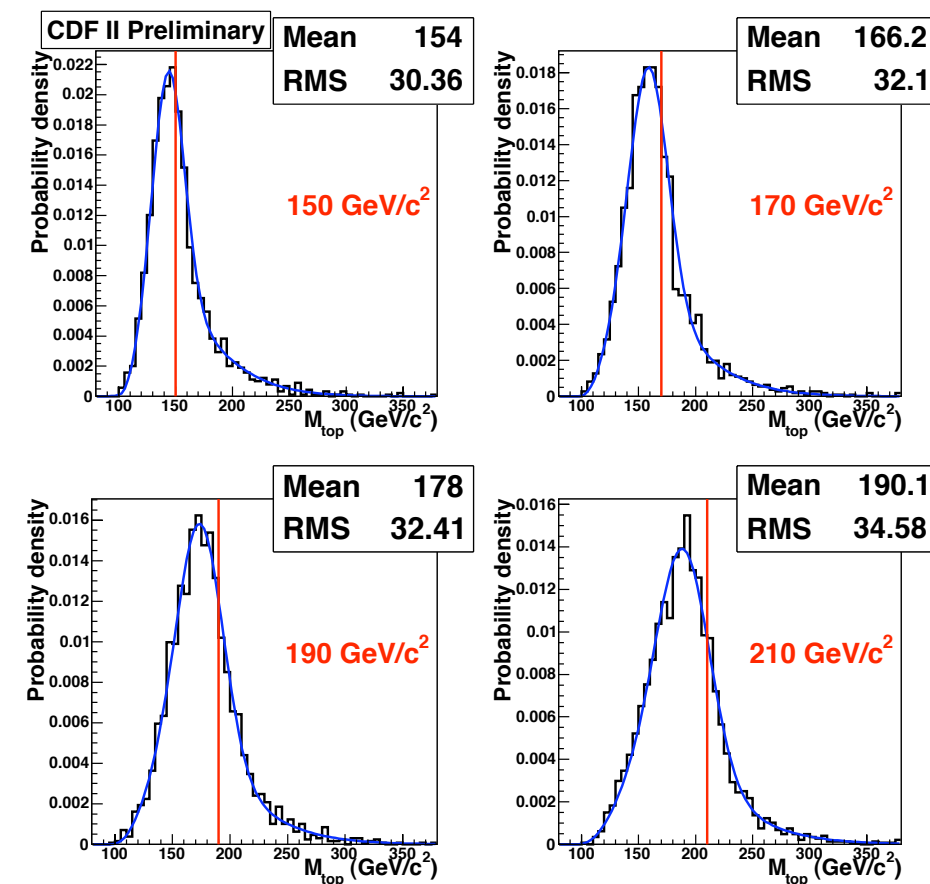 CDF II Preliminary
Mean 154
RMS 30.36
Probability density
0.022
0.02
0.018
0.016
0.014
0.012
0.01
0.008
0.006
0.004
0.002
0
150 GeV/c²
100 150 200 250 300 350
M_top (GeV/c²)
Mean 166.2
RMS 32.1
Probability density
0.018
0.016
0.014
0.012
0.01
0.008
0.006
0.004
0.002
0
170 GeV/c²
100 150 200 250 300 350
M_top (GeV/c²)
Mean 178
RMS 32.41
Probability density
0.016
0.014
0.012
0.01
0.008
0.006
0.004
0.002
0
190 GeV/c²
100 150 200 250 300 350
M_top (GeV/c²)
Mean 190.1
RMS 34.58
Probability density
0.016
0.014
0.012
0.01
0.008
0.006
0.004
0.002
0
210 GeV/c²
100 150 200 250 300 350
M_top (GeV/c²)